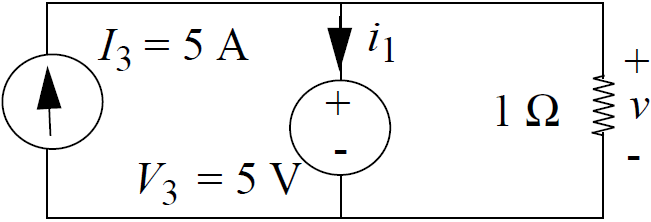 I3 = 5 A
i1
+
-
V3 = 5 V
1 Ω
+
v
-